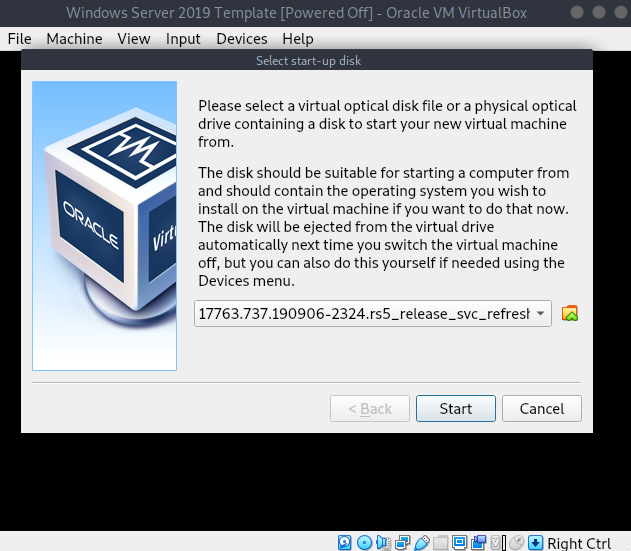 Windows Server 2019 Template [Powered Off] - Oracle VM VirtualBox
File Machine View Input Devices Help
Select start-up disk
Please select a virtual optical disk file or a physical optical
drive containing a disk to start your new virtual machine
from.
The disk should be suitable for starting a computer from
and should contain the operating system you wish to
install on the virtual machine if you want to do that now.
The disk will be ejected from the virtual drive
automatically next time you switch the virtual machine
off, but you can also do this yourself if needed using the
Devices menu.
ORACLE
Virtu
17763.737.190906-2324.rs5_release_svc_refresh
< Back Start Cancel
Right Ctrl